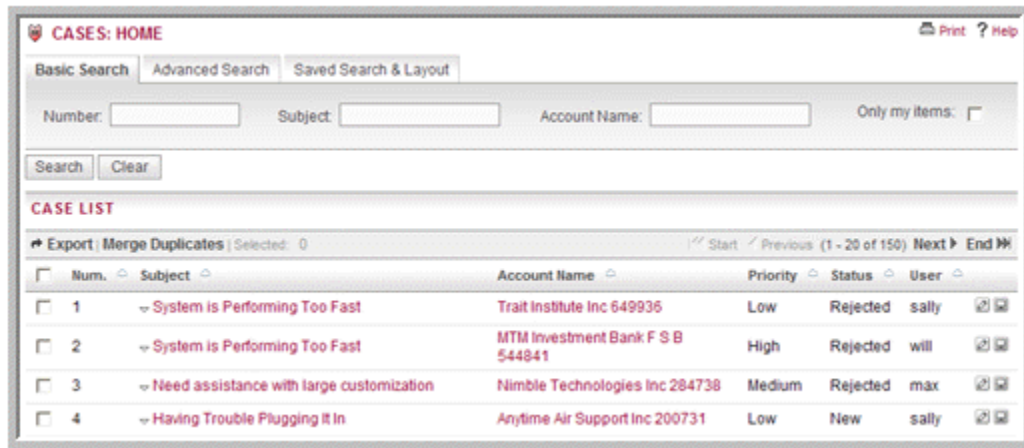 CASES: HOME Print ? Help
Basic Search Advanced Search Saved Search & Layout
Number: Subject: Account Name: Only my items:
Search Clear
CASE LIST
Export | Merge Duplicates | Selected: 0 Start Previous (1 - 20 of 150) Next End
Num. Subject Account Name Priority Status User
1 System is Performing Too Fast Trait Institute Inc 649936 Low Rejected sally
2 System is Performing Too Fast MTM Investment Bank F S B 544841 High Rejected will
3 Need assistance with large customization Nimble Technologies Inc 284738 Medium Rejected max
4 Having Trouble Plugging It In Anytime Air Support Inc 200731 Low New sally